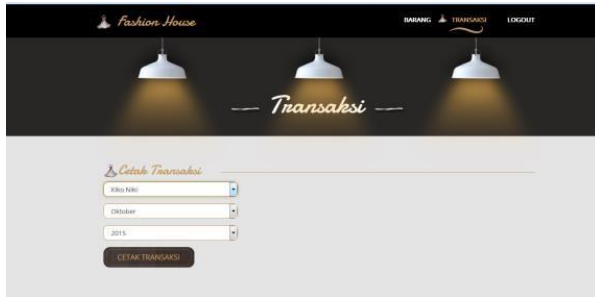 Fashion House
BARANG TRANSAKSI LOGOUT
Transaksi
Cetak Transaksi
Kiko Niki
Oktober
2015
CETAK TRANSAKSI